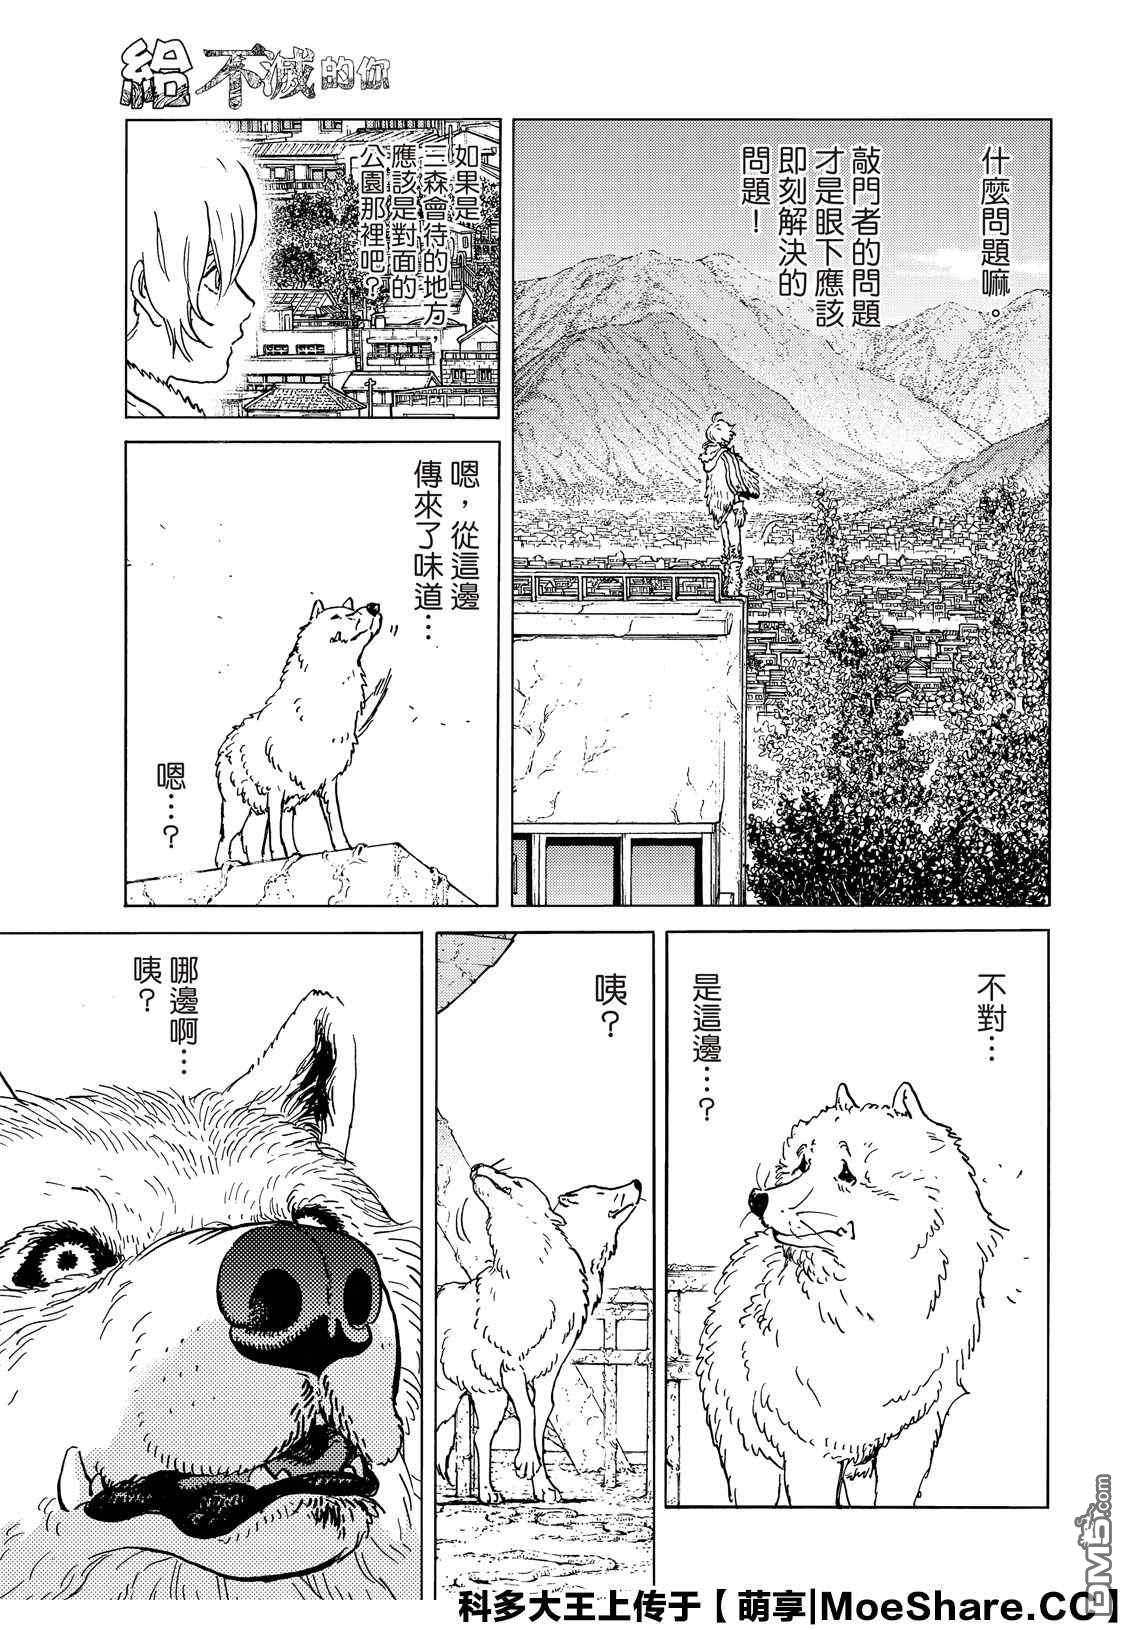 給不滅的你
什麼問題嘛。
敲門者的問題
才是眼下應該
即刻解決的
問題！
如果是
三森會待的地方，
應該是對面的
公園那裡吧？
嗯，從這邊
傳來了味道…
嗯…？
不對…
是這邊…？
咦？
哪邊啊…
咦？
科多大王上传于【萌享|MoeShare.CC】
DM5.com